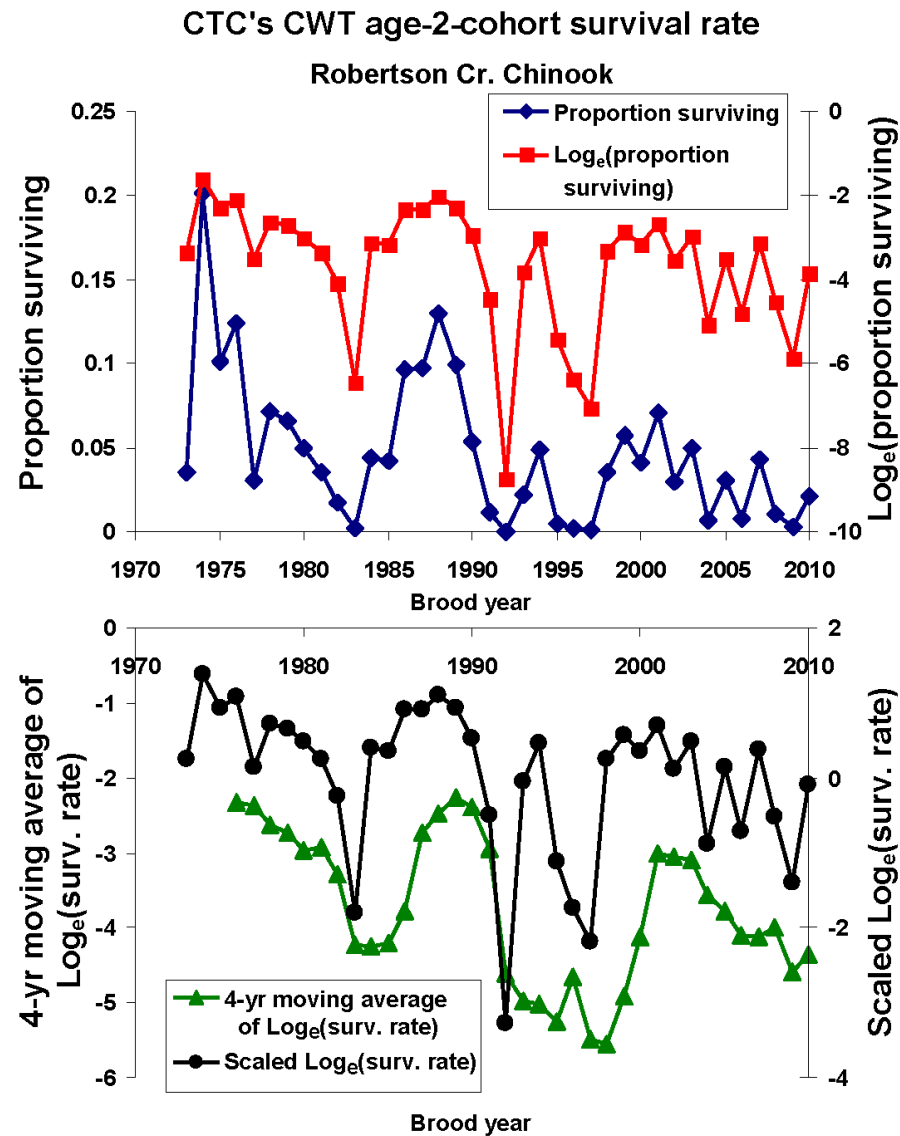 CTC's CWT age-2-cohort survival rate
Robertson Cr. Chinook
Proportion surviving
Logₑ(proportion
surviving)
Proportion surviving
0.25
0.2
0.15
0.1
0.05
0
0
-2
-4
-6
-8
-10
Logₑ(proportion surviving)
1970
1975
1980
1985
1990
1995
2000
2005
2010
Brood year
4-yr moving average of
Logₑ(surv. rate)
0
-1
-2
-3
-4
-5
-6
1970
1980
1990
2000
2010
2
0
-2
-4
Scaled Logₑ(surv. rate)
4-yr moving average
of Logₑ(surv. rate)
Scaled Logₑ(surv. rate)
Brood year